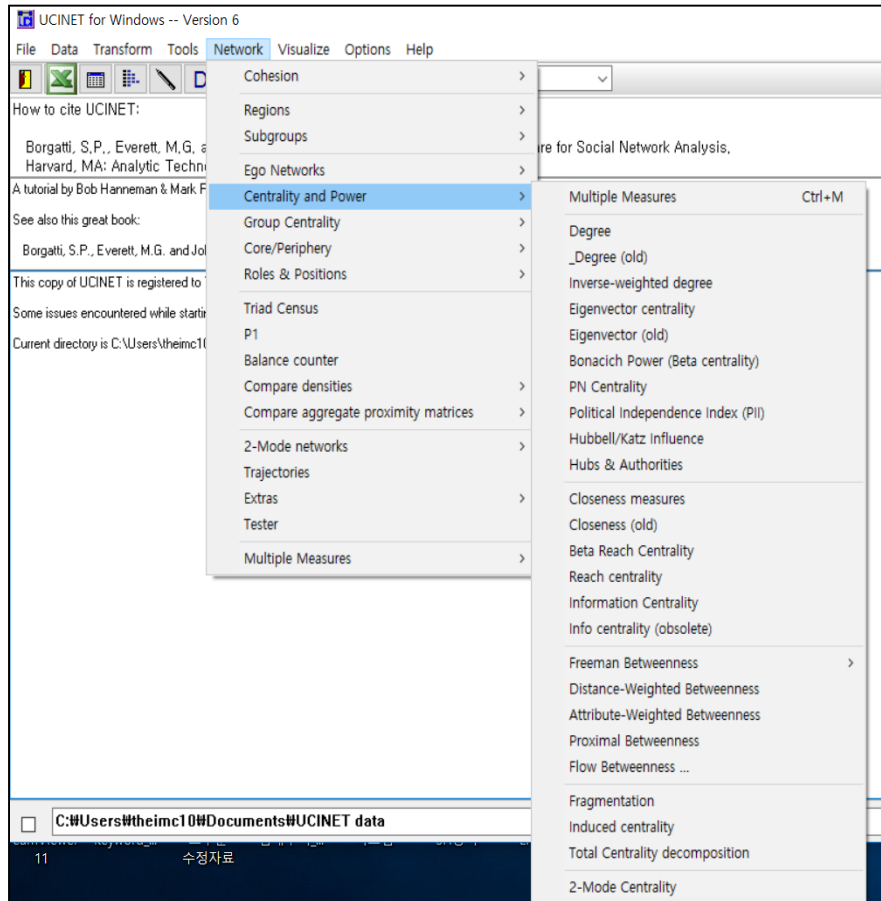 UCINET for Windows -- Version 6
File Data Transform Tools Network Visualize Options Help
How to cite UCINET:
Borgatti, S.P., Everett, M.G. are for Social Network Analysis.
Harvard, MA: Analytic
A tutorial by Bob Hanneman & Mark
See also this great book:
Borgatti, S.P., Everett, M.G. and
This copy of UCINET is registered to
Some issues encountered while
Current directory is C:\Users\theimc10
Cohesion
Regions
Subgroups
Ego Networks
Centrality and Power
Group Centrality
Core/Periphery
Roles & Positions
Triad Census
P1
Balance counter
Compare densities
Compare aggregate proximity matrices
2-Mode networks
Trajectories
Extras
Tester
Multiple Measures
Multiple Measures Ctrl+M
Degree
_Degree (old)
Inverse-weighted degree
Eigenvector centrality
Eigenvector (old)
Bonacich Power (Beta centrality)
PN Centrality
Political Independence Index (PII)
Hubbell/Katz Influence
Hubs & Authorities
Closeness measures
Closeness (old)
Beta Reach Centrality
Reach centrality
Information Centrality
Info centrality (obsolete)
Freeman Betweenness
Distance-Weighted Betweenness
Attribute-Weighted Betweenness
Proximal Betweenness
Flow Betweenness ...
Fragmentation
Induced centrality
Total Centrality decomposition
2-Mode Centrality
C:₩Users₩theimc10₩Documents₩UCINET data
11 수정자료